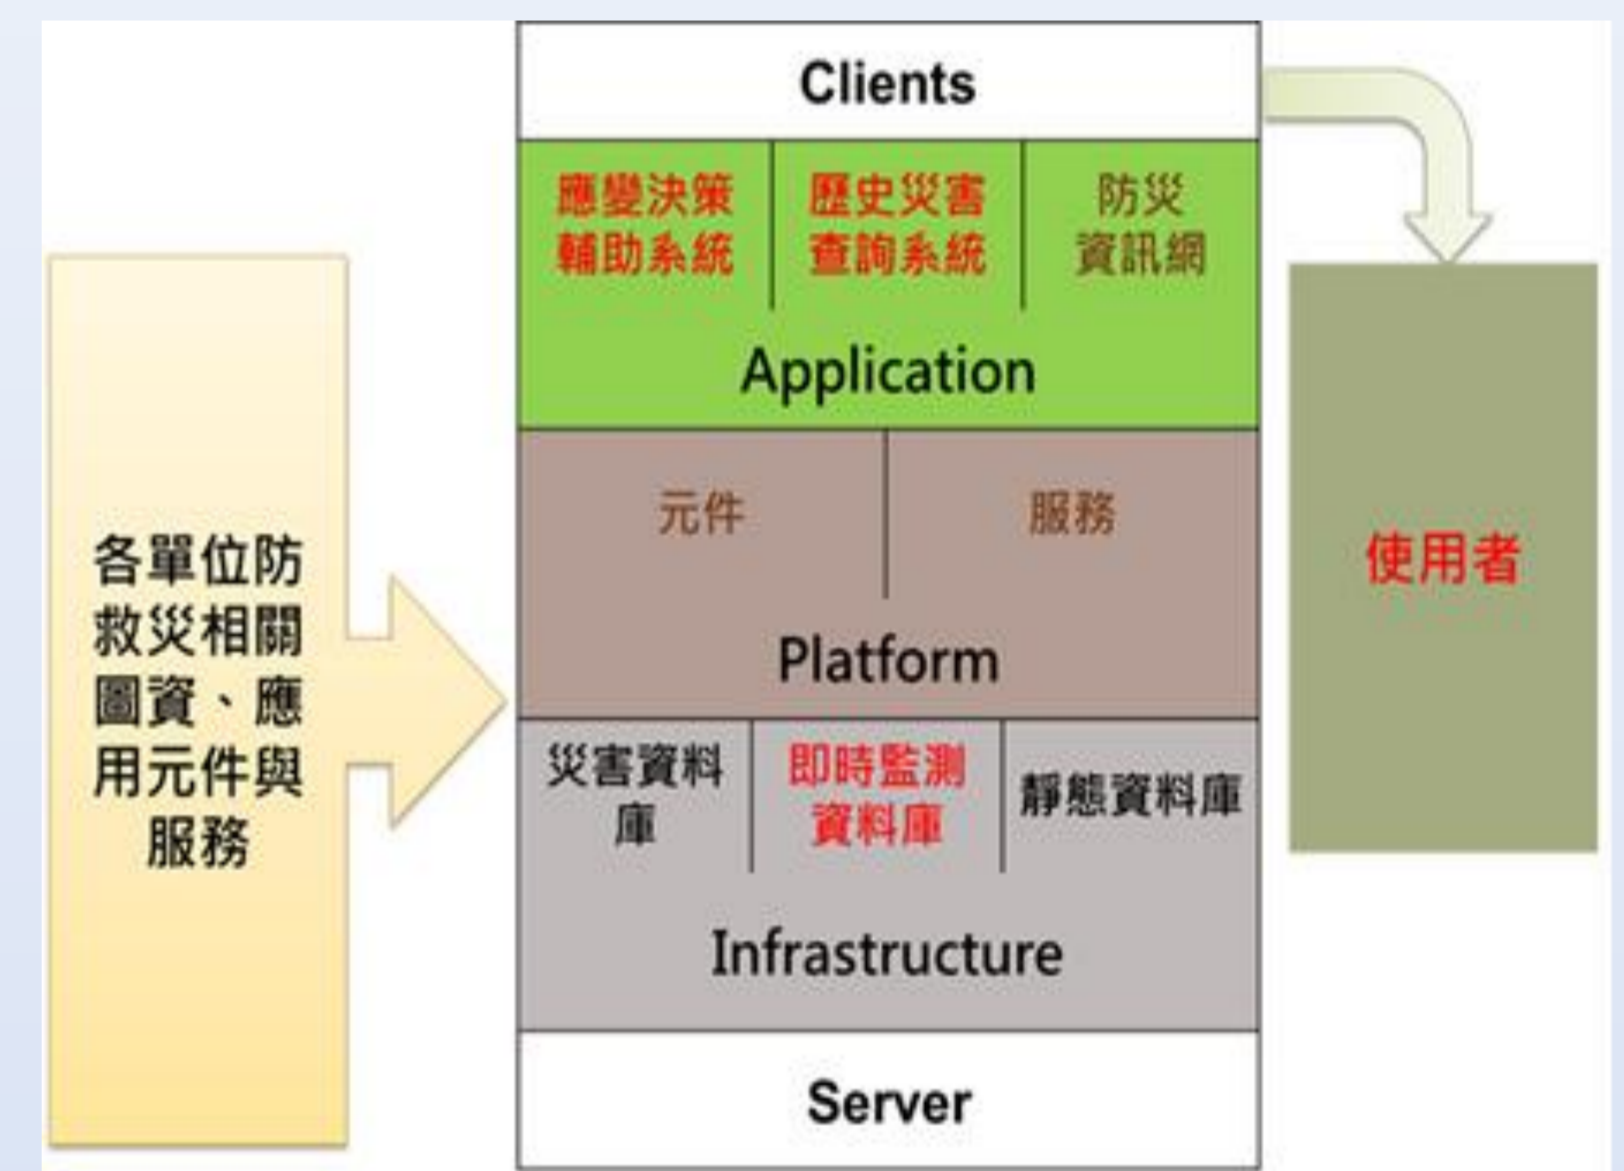 Clients
應變決策
輔助系統
歷史災害
查詢系統
防災
資訊網
Application
元件
服務
Platform
災害資料
庫
即時監測
資料庫
靜態資料庫
Infrastructure
Server
各單位防
救災相關
圖資、應
用元件與
服務
使用者